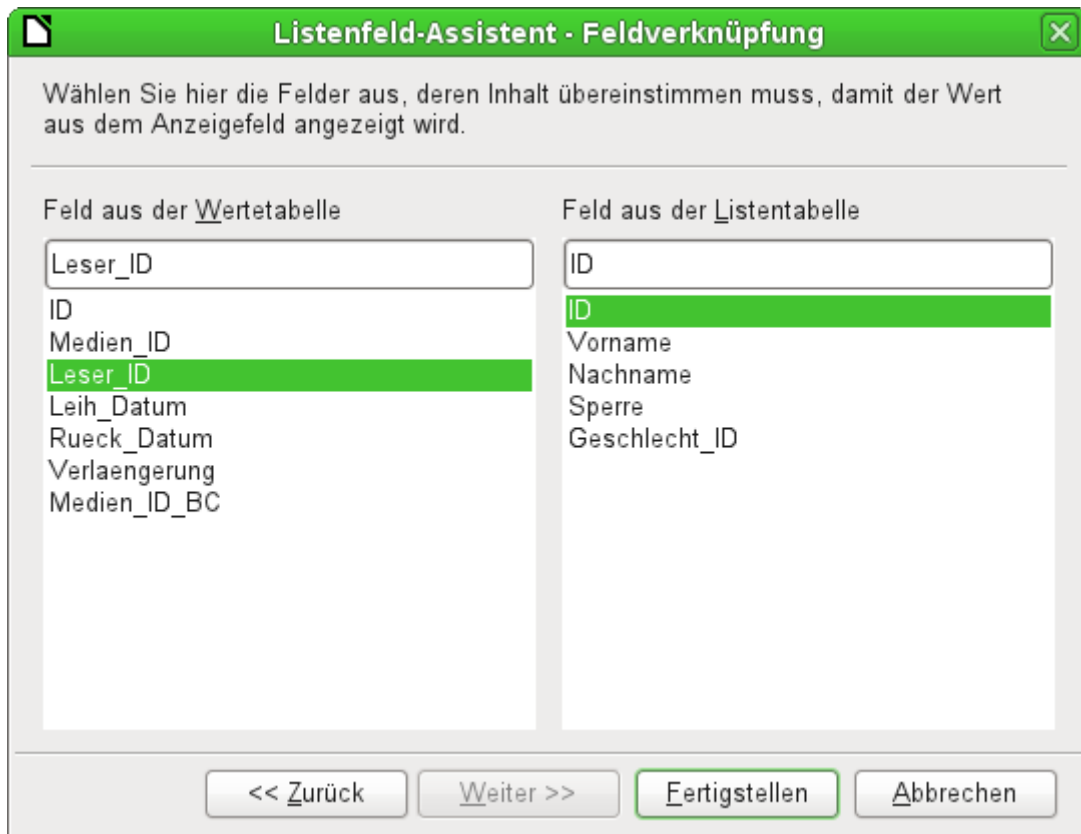 Listenfeld-Assistent - Feldverknüpfung
Wählen Sie hier die Felder aus, deren Inhalt übereinstimmen muss, damit der Wert
aus dem Anzeigefeld angezeigt wird.
Feld aus der Wertetabelle
Leser_ID
ID
Medien_ID
Leser_ID
Leih_Datum
Rueck_Datum
Verlaengerung
Medien_ID_BC
Feld aus der Listentabelle
ID
ID
Vorname
Nachname
Sperre
Geschlecht_ID
<< Zurück
Weiter >>
Fertigstellen
Abbrechen